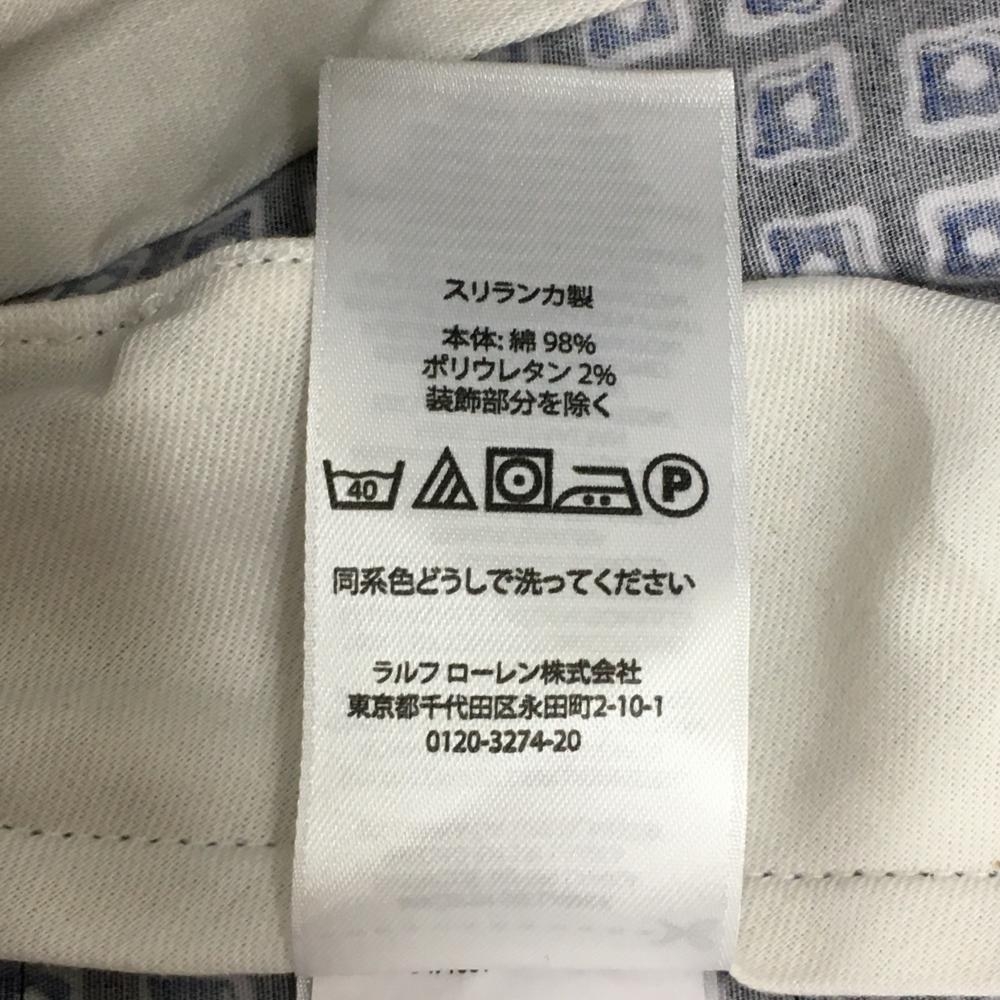 スリランカ製
本体: 綿 98%
ポリウレタン 2%
装飾部分を除く
40 P
同系色どうしで洗ってください
ラルフ ローレン株式会社
東京都千代田区永田町2-10-1
0120-3274-20